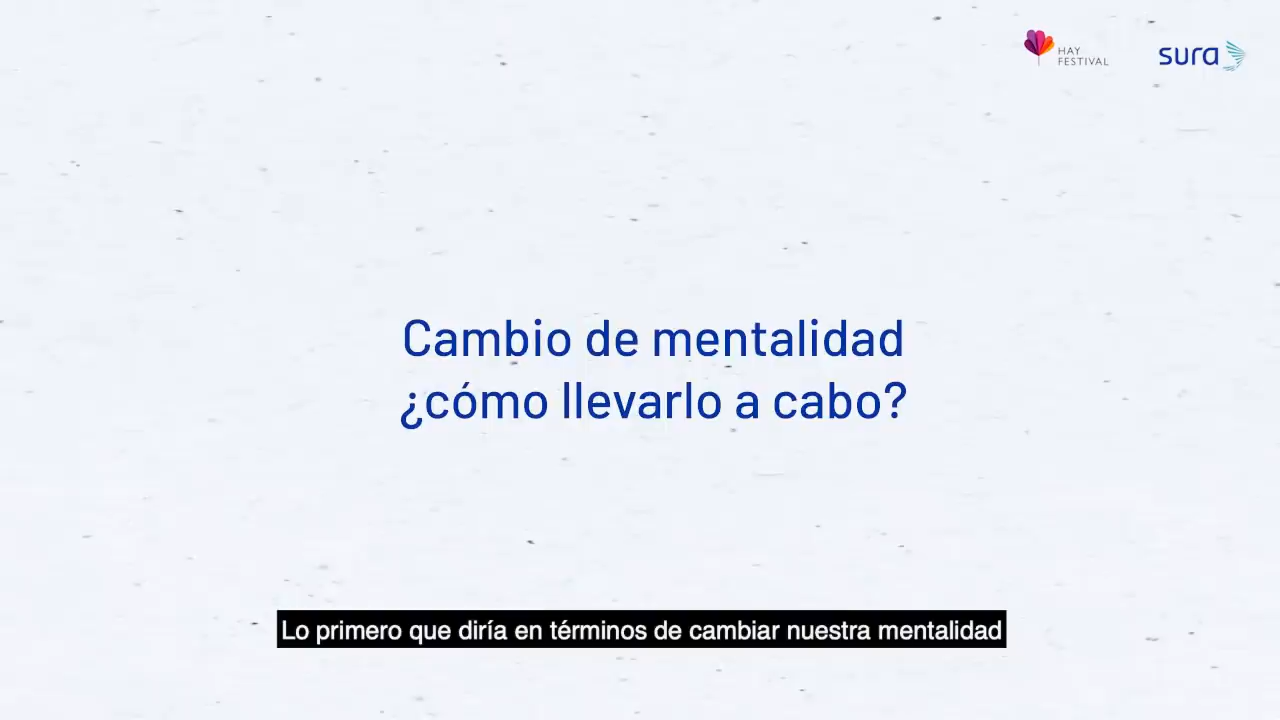 HAY
FESTIVAL
sura
Cambio de mentalidad
¿cómo llevarlo a cabo?
Lo primero que diría en términos de cambiar nuestra mentalidad